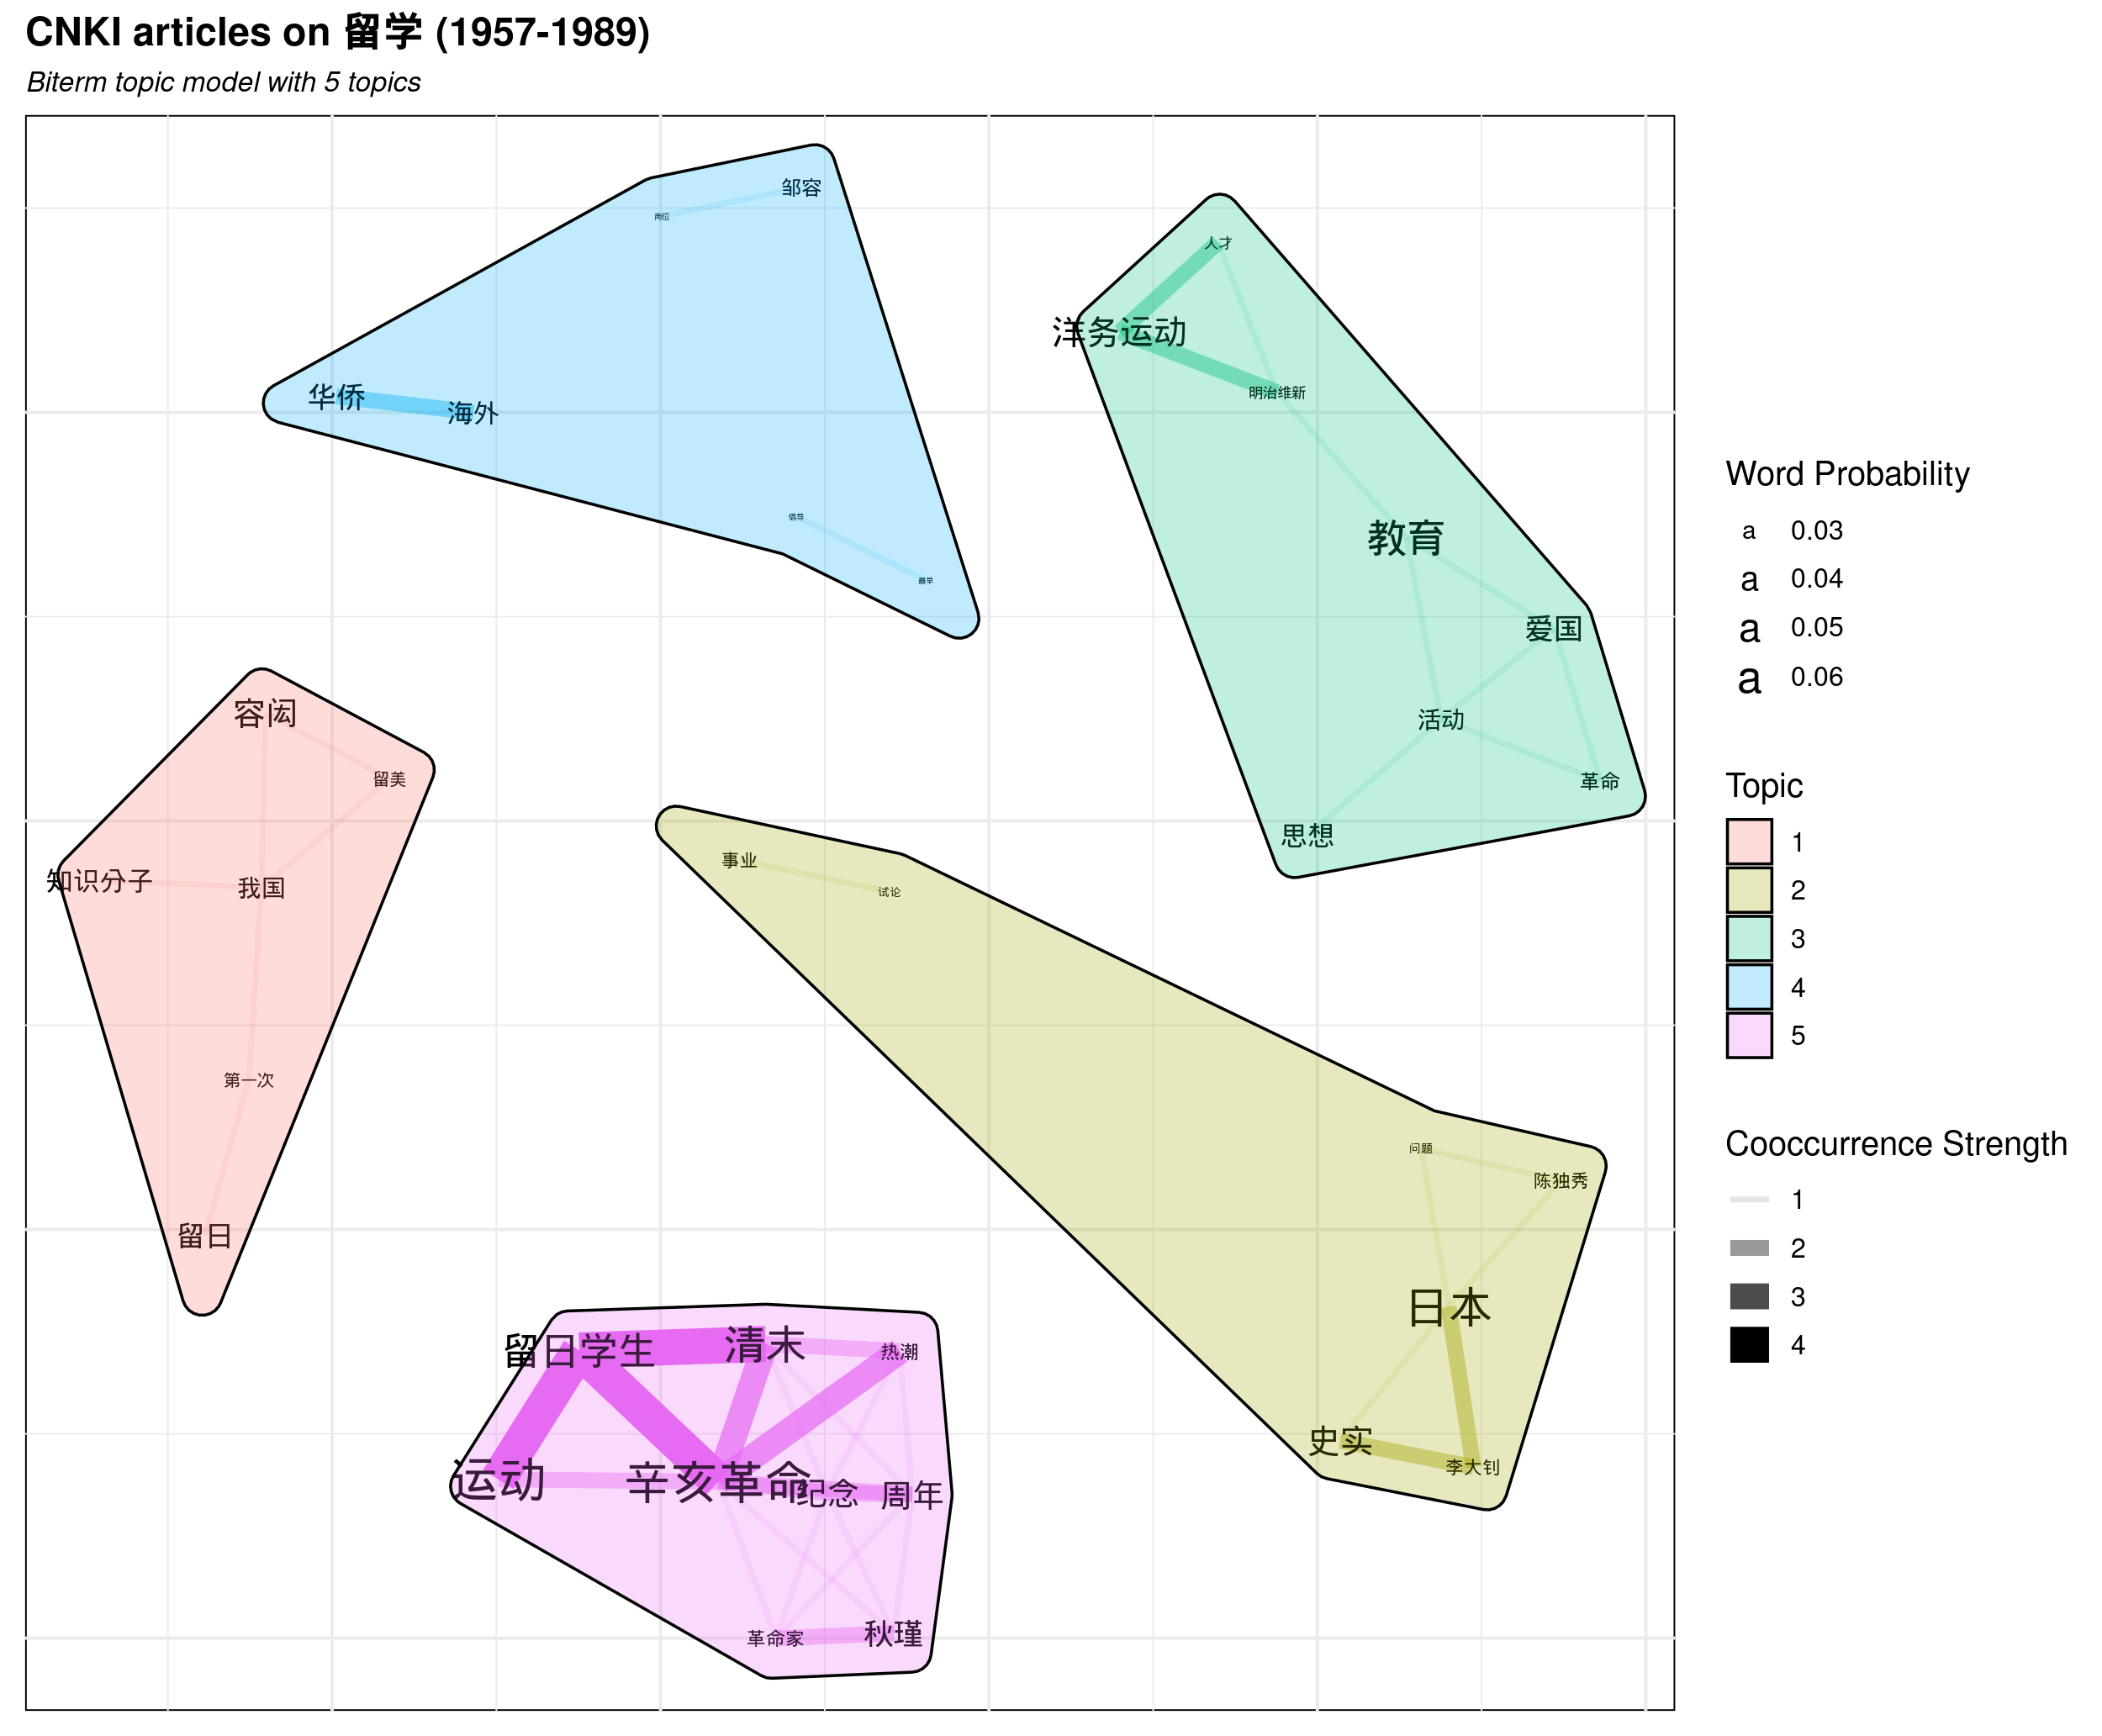 CNKI articles on 留学 (1957-1989)
Biterm topic model with 5 topics
邹容
两位
华侨
海外
倡导
最早
人才
洋务运动
明治维新
教育
爱国
活动
革命
思想
容闳
留美
知识分子
我国
第一次
留日
事业
试论
问题
陈独秀
日本
史实
李大钊
留日学生
清末
热潮
运动
辛亥革命
纪念
周年
革命家
秋瑾
Word Probability
a 0.03
a 0.04
a 0.05
a 0.06
Topic
1
2
3
4
5
Cooccurrence Strength
1
2
3
4